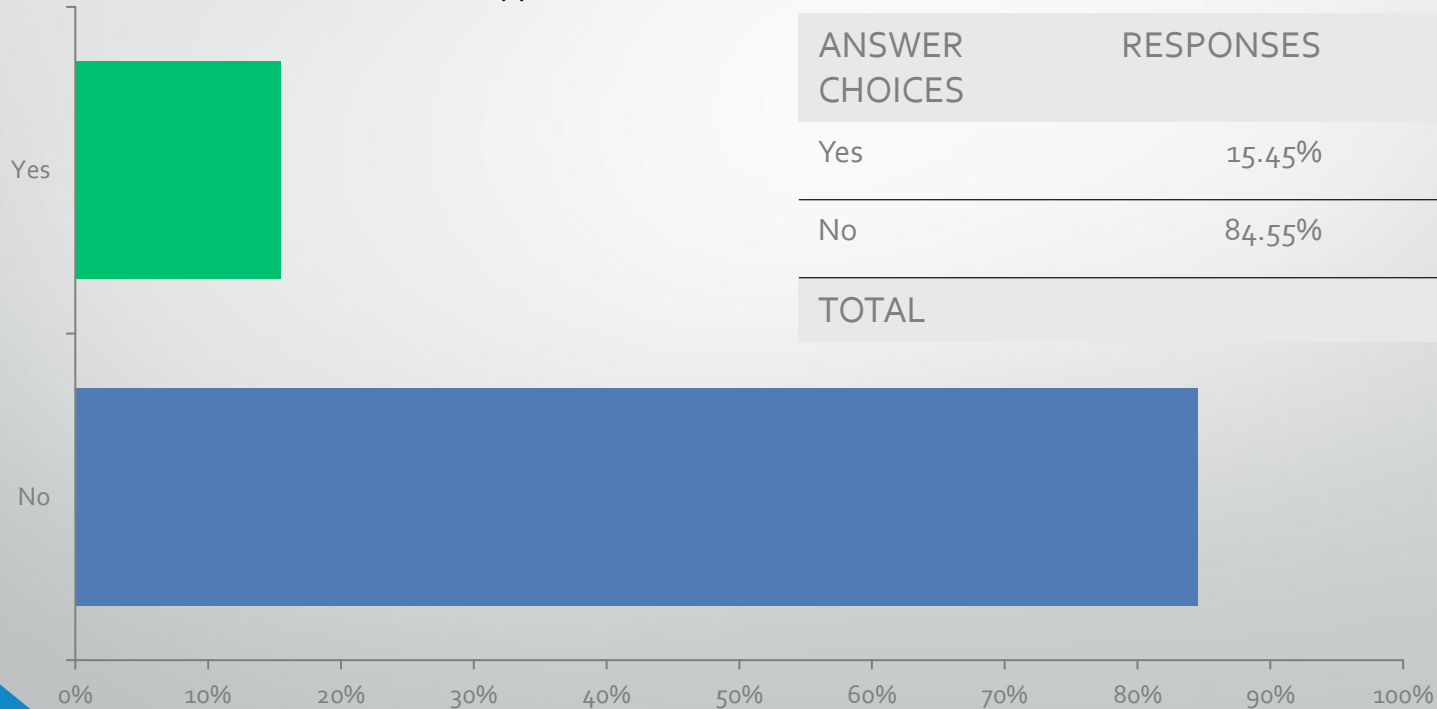 ANSWER RESPONSES
CHOICES
Yes 15.45%
No 84.55%
TOTAL
Yes
No
0% 10% 20% 30% 40% 50% 60% 70% 80% 90% 100%